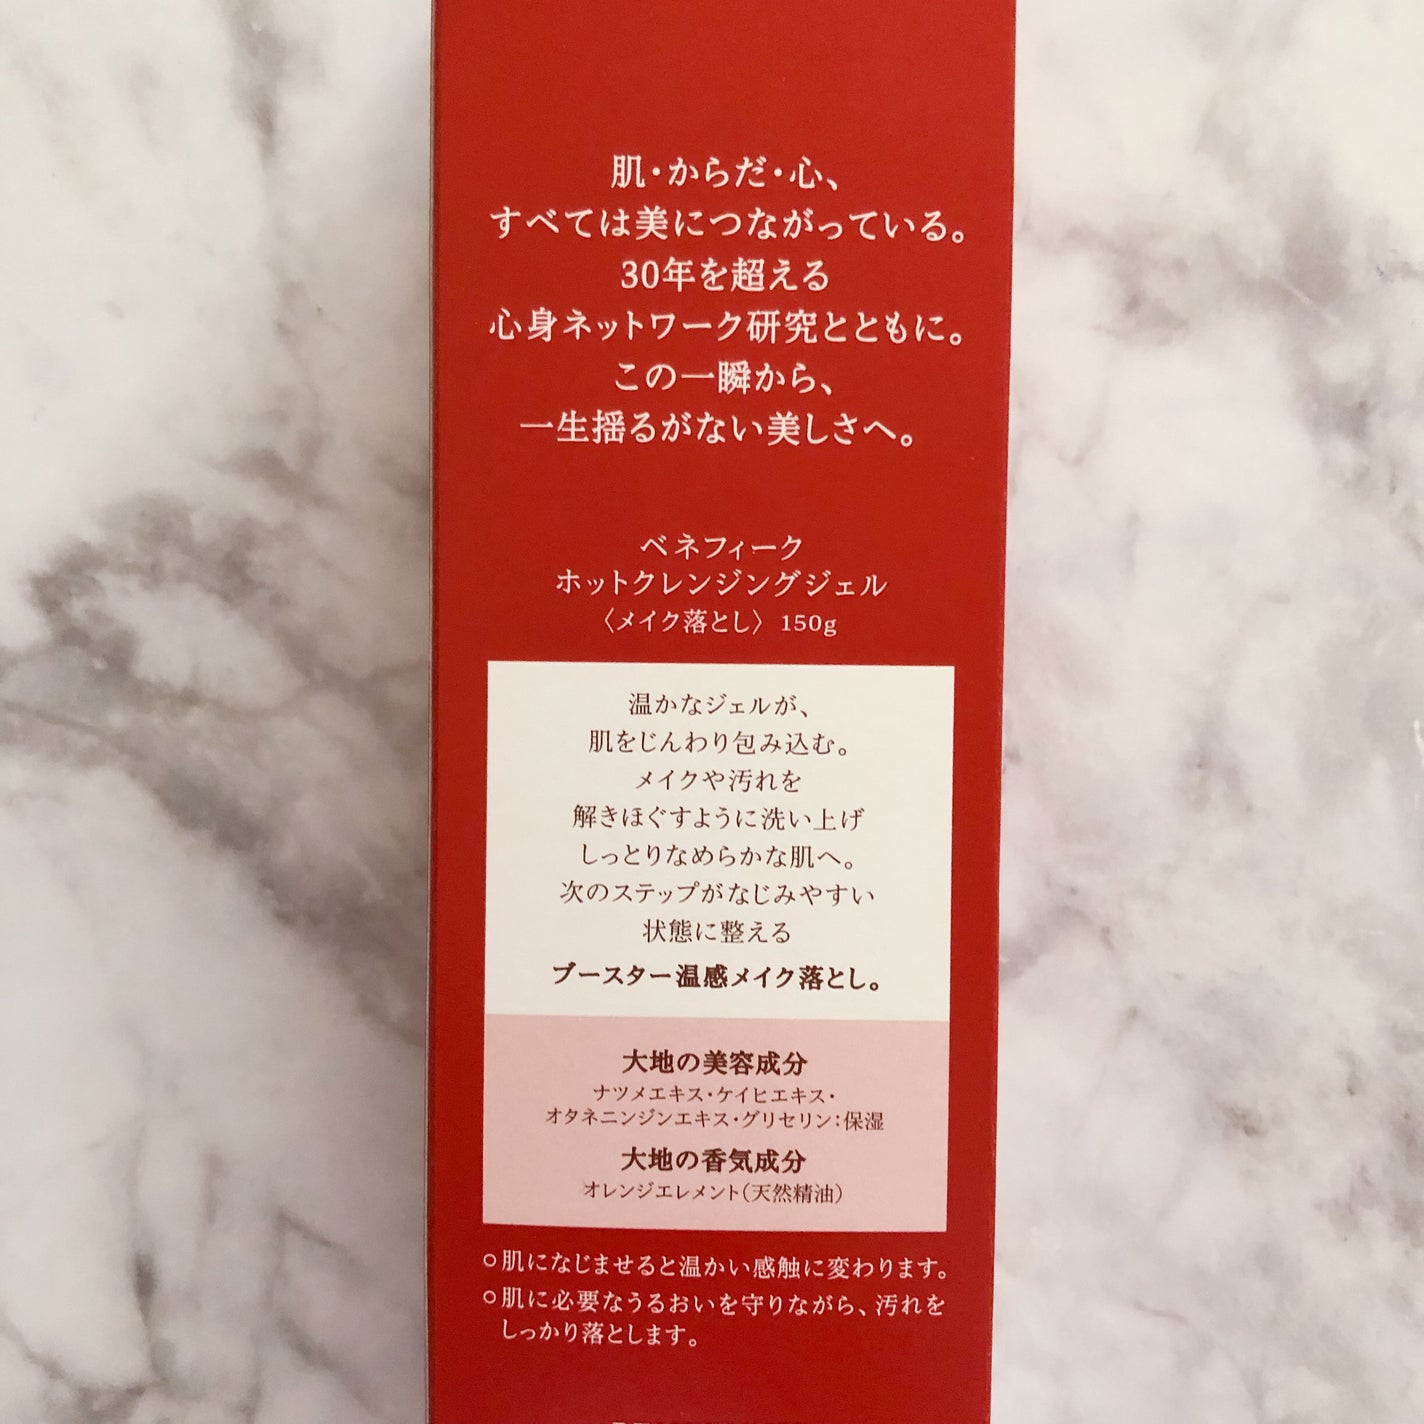 肌・からだ・心、
すべては美につながっている。
30年を超える
心身ネットワーク研究とともに。
この一瞬から、
一生揺るがない美しさへ。
ベネフィーク
ホットクレンジングジェル
〈メイク落とし〉 150g
温かなジェルが、
肌をじんわり包み込む。
メイクや汚れを
解きほぐすように洗い上げ
しっとりなめらかな肌へ。
次のステップがなじみやすい
状態に整える
ブースター温感メイク落とし。
大地の美容成分
ナツメエキス・ケイヒエキス・
オタネニンジンエキス・グリセリン:保湿
大地の香気成分
オレンジエレメント(天然精油)
○肌になじませると温かい感触に変わります。
○肌に必要なうるおいを守りながら、汚れを
しっかり落とします。